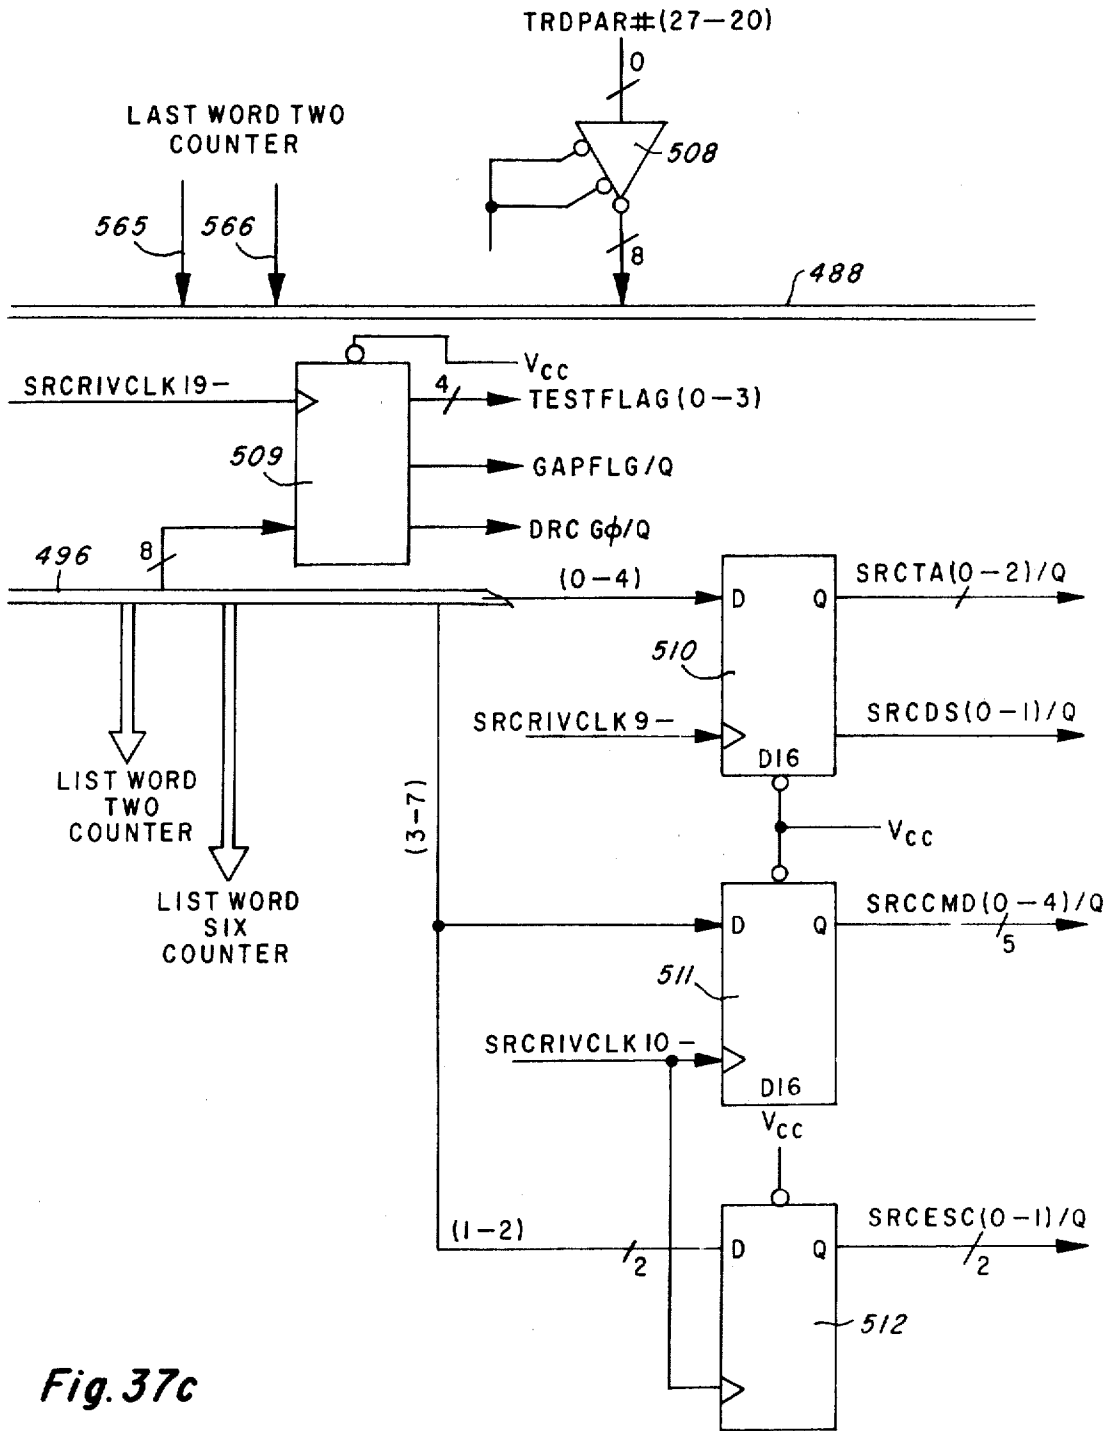 TRDPAR#(27-20)
0
LAST WORD TWO
COUNTER
508
565
566
8
488
SRCRIVCLK19-
VCC
4
TESTFLAG(0-3)
509
GAPFLG/Q
DRCGϕ/Q
8
496
(0-4)
D
Q
SRCTA(0-2)/Q
510
SRCRIVCLK9-
SRCDS(0-1)/Q
D16
LIST WORD
TWO
COUNTER
(3-7)
VCC
LIST WORD
SIX
COUNTER
D
Q
SRCCMD(0-4)/Q
5
511
SRCRIVCLK10-
D16
VCC
(1-2)
2
D
Q
SRCESC(0-1)/Q
2
512
Fig. 37c